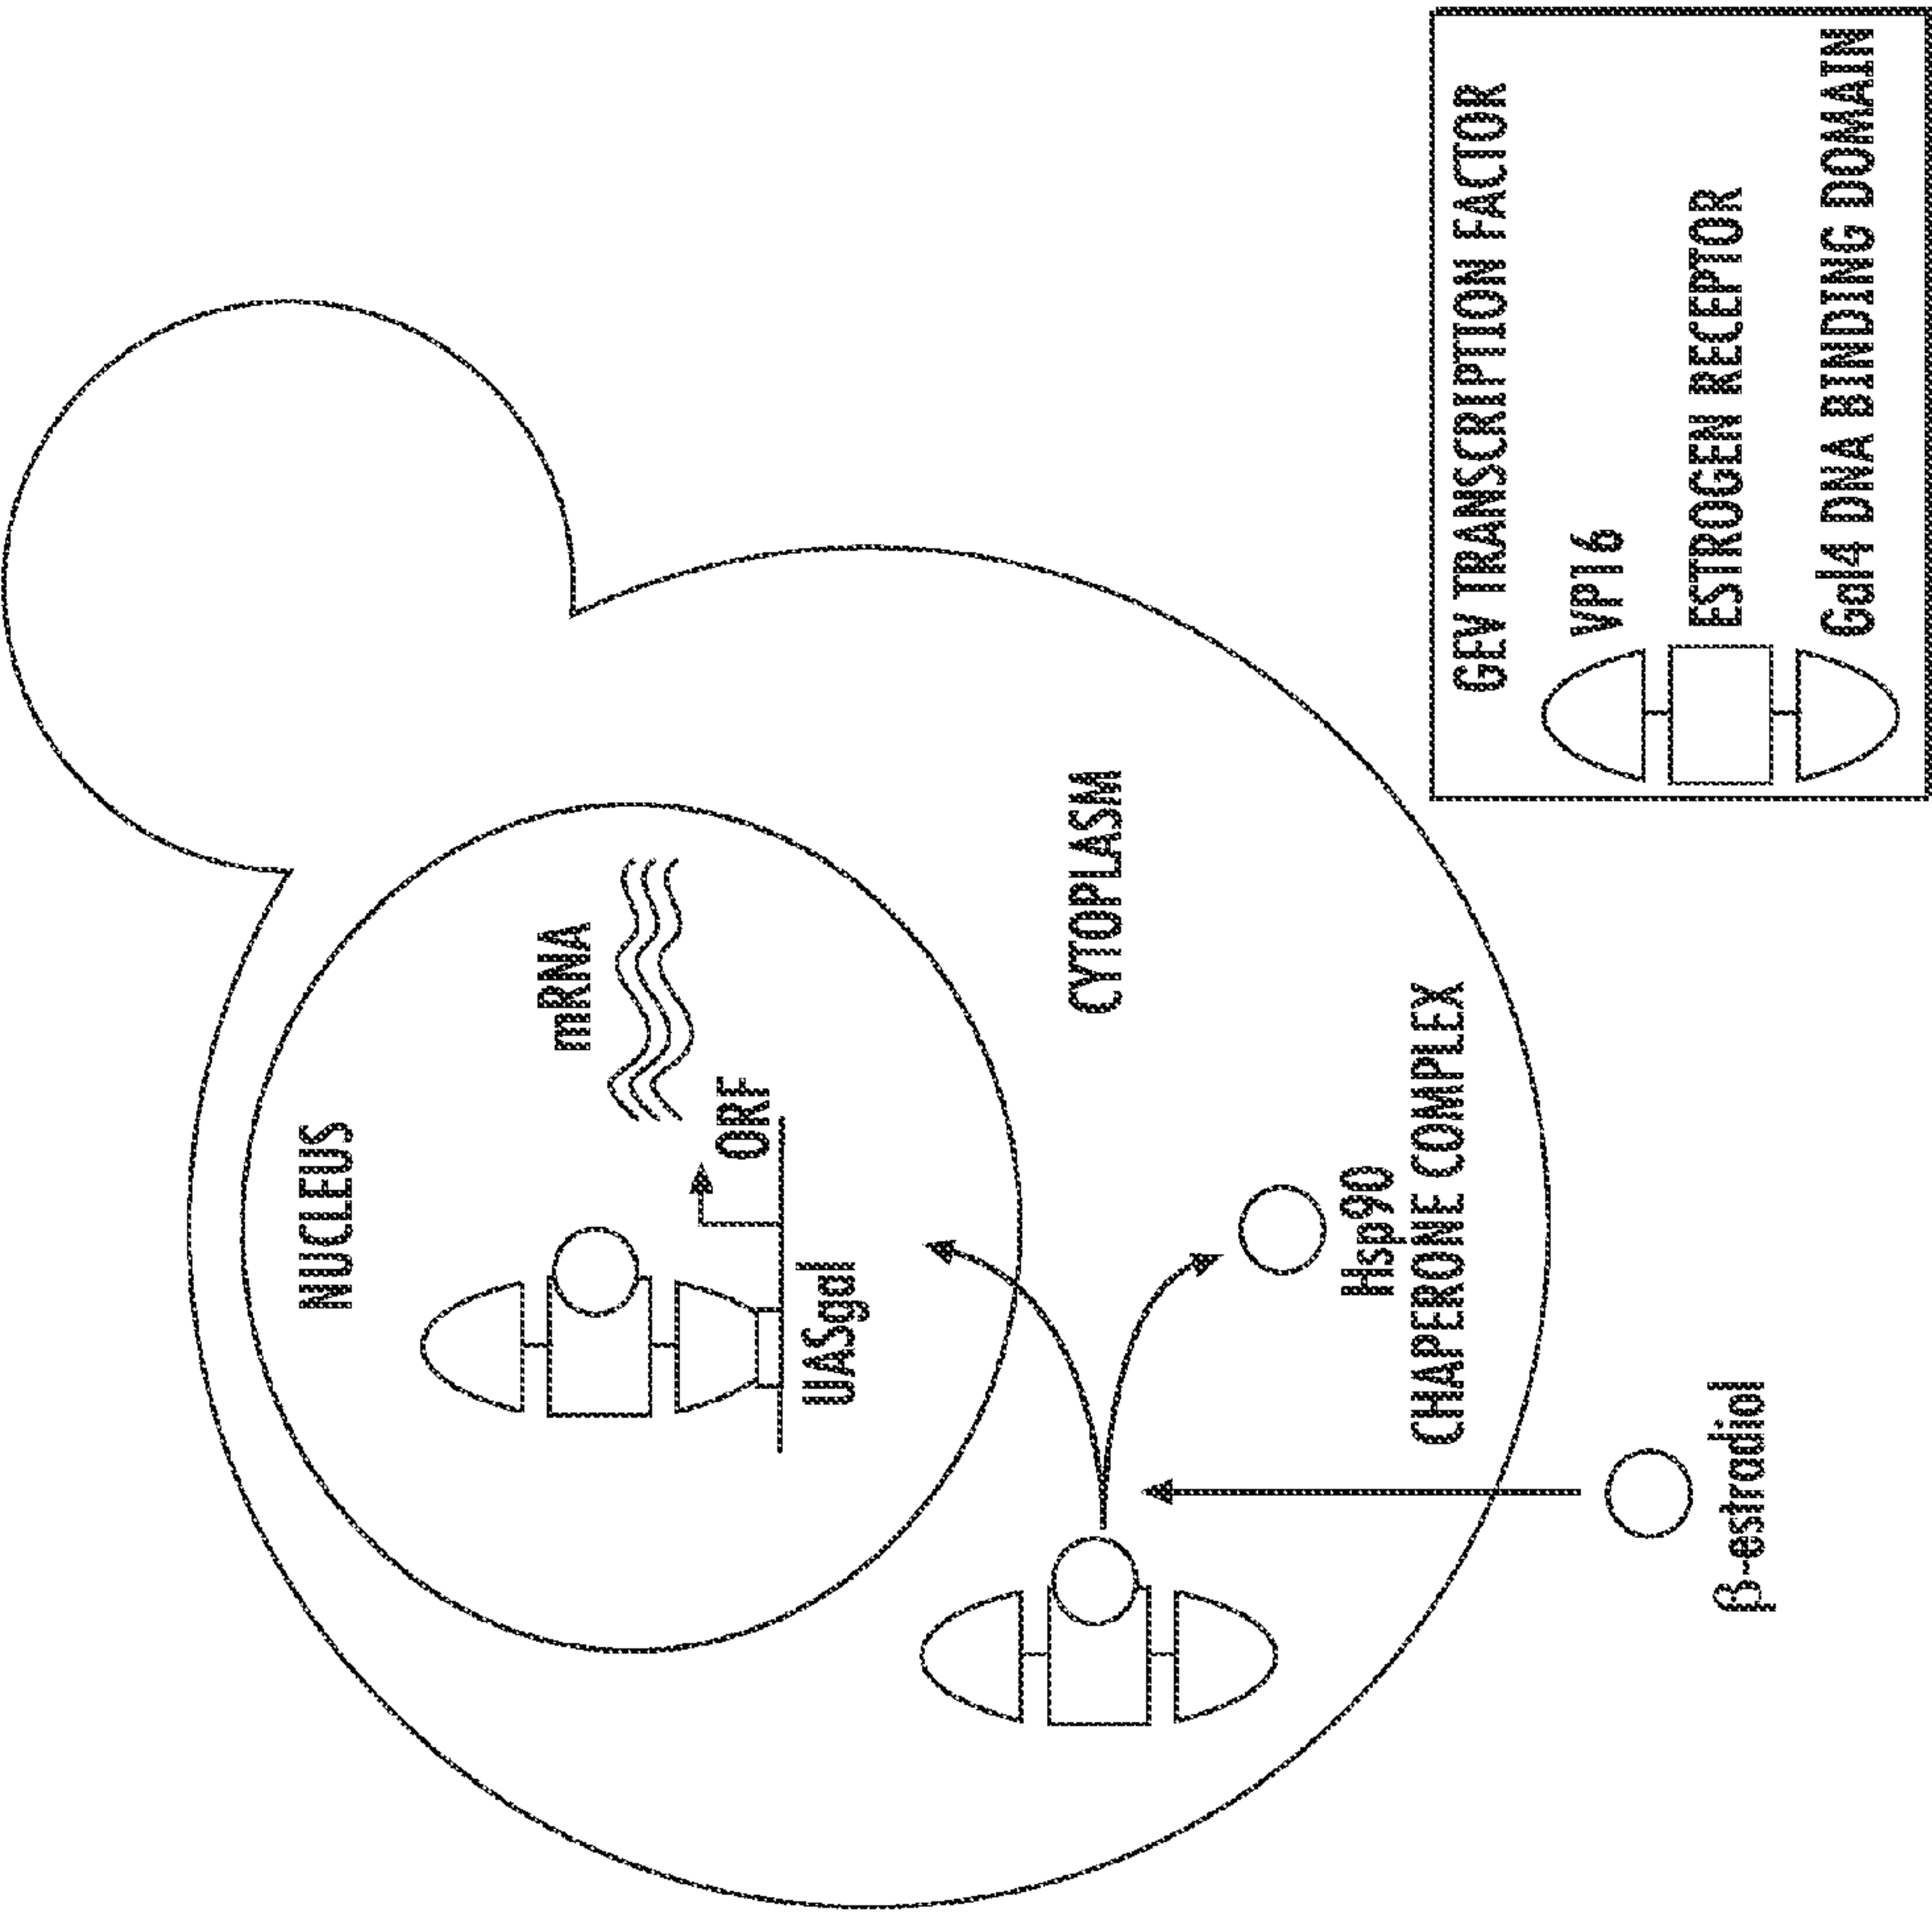 NUCLEUS
mRNA
ORF
UASgal
CYTOPLASM
Hsp90
CHAPERONE COMPLEX
β-estradiol
GEV TRANSCRIPTION FACTOR
VP16
ESTROGEN RECEPTOR
Gal4 DNA BINDING DOMAIN